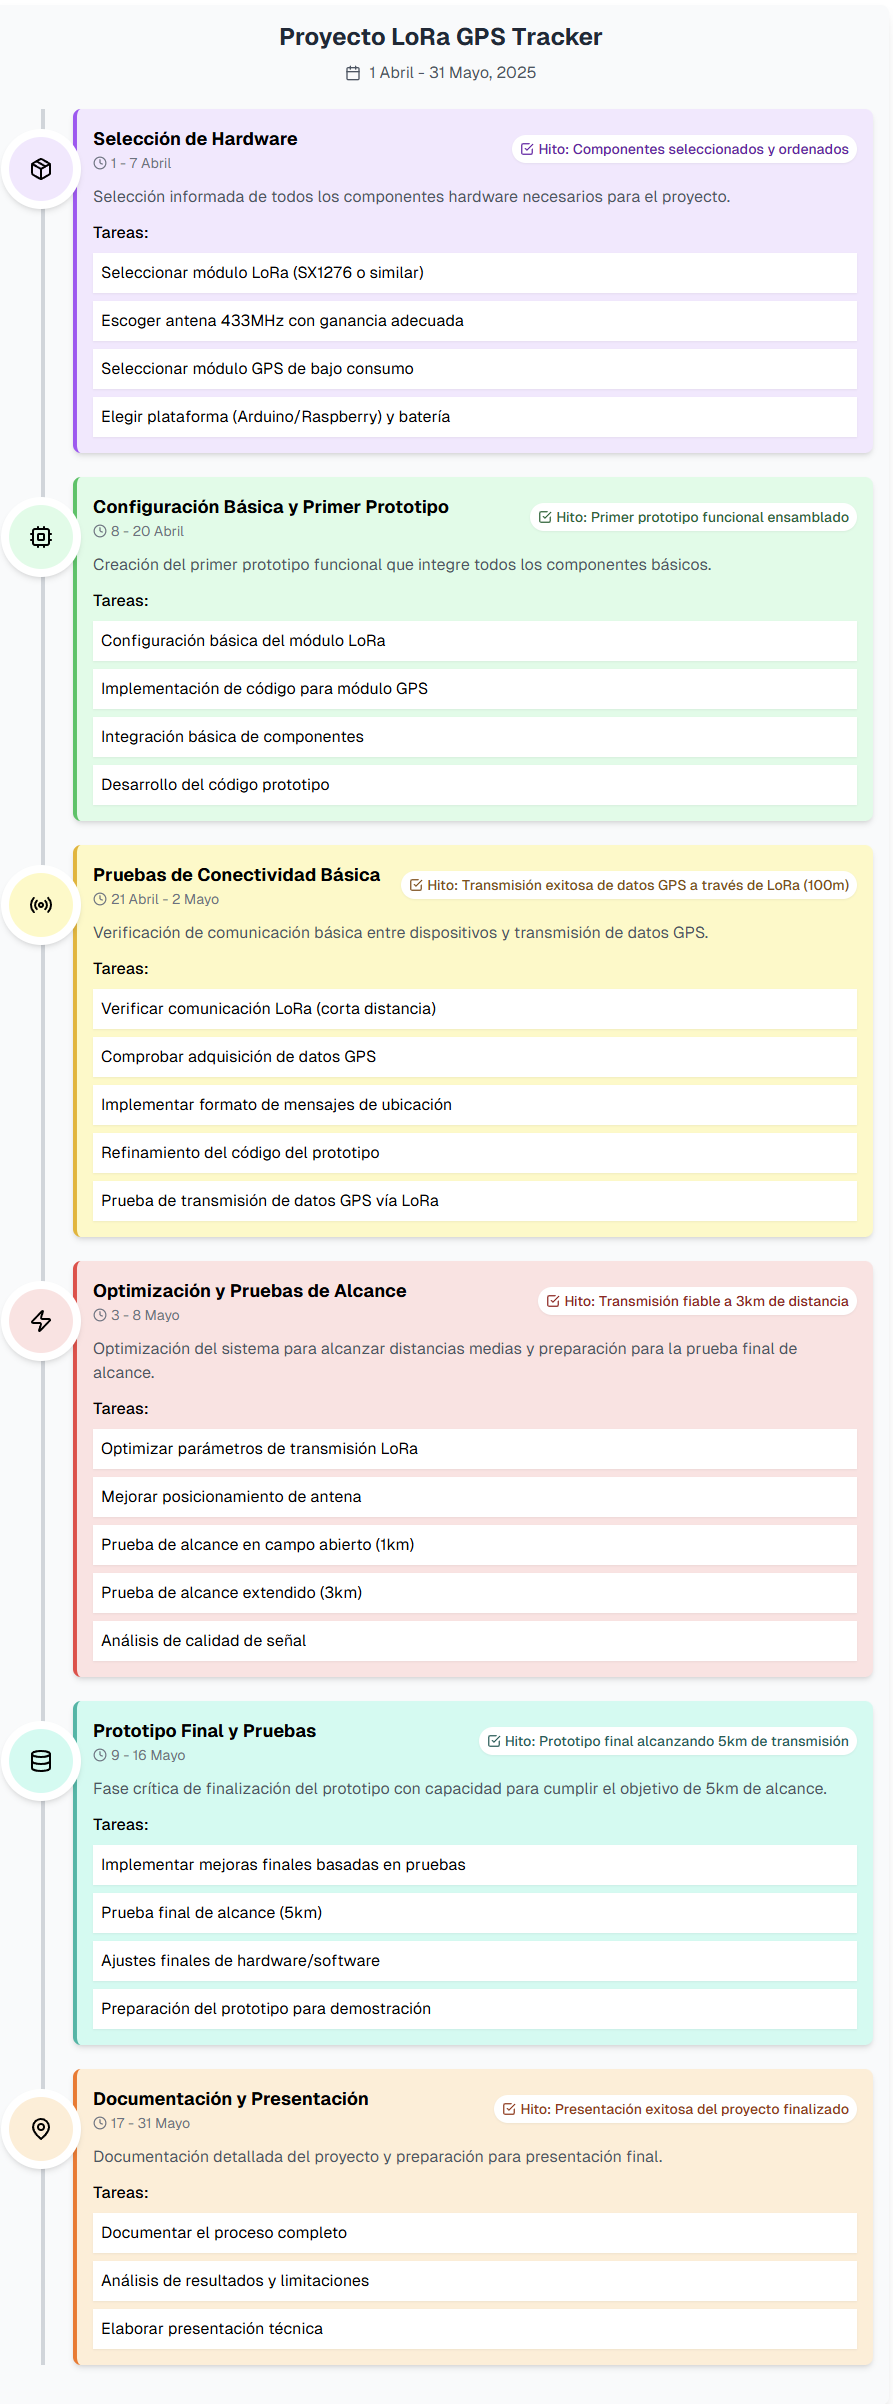 Proyecto LoRa GPS Tracker
1 Abril - 31 Mayo, 2025
Selección de Hardware
1 - 7 Abril
Hito: Componentes seleccionados y ordenados
Selección informada de todos los componentes hardware necesarios para el proyecto.
Tareas:
Seleccionar módulo LoRa (SX1276 o similar)
Escoger antena 433MHz con ganancia adecuada
Seleccionar módulo GPS de bajo consumo
Elegir plataforma (Arduino/Raspberry) y batería
Configuración Básica y Primer Prototipo
8 - 20 Abril
Hito: Primer prototipo funcional ensamblado
Creación del primer prototipo funcional que integre todos los componentes básicos.
Tareas:
Configuración básica del módulo LoRa
Implementación de código para módulo GPS
Integración básica de componentes
Desarrollo del código prototipo
Pruebas de Conectividad Básica
21 Abril - 2 Mayo
Hito: Transmisión exitosa de datos GPS a través de LoRa (100m)
Verificación de comunicación básica entre dispositivos y transmisión de datos GPS.
Tareas:
Verificar comunicación LoRa (corta distancia)
Comprobar adquisición de datos GPS
Implementar formato de mensajes de ubicación
Refinamiento del código del prototipo
Prueba de transmisión de datos GPS vía LoRa
Optimización y Pruebas de Alcance
3 - 8 Mayo
Hito: Transmisión fiable a 3km de distancia
Optimización del sistema para alcanzar distancias medias y preparación para la prueba final de
alcance.
Tareas:
Optimizar parámetros de transmisión LoRa
Mejorar posicionamiento de antena
Prueba de alcance en campo abierto (1km)
Prueba de alcance extendido (3km)
Análisis de calidad de señal
Prototipo Final y Pruebas
9 - 16 Mayo
Hito: Prototipo final alcanzando 5km de transmisión
Fase crítica de finalización del prototipo con capacidad para cumplir el objetivo de 5km de alcance.
Tareas:
Implementar mejoras finales basadas en pruebas
Prueba final de alcance (5km)
Ajustes finales de hardware/software
Preparación del prototipo para demostración
Documentación y Presentación
17 - 31 Mayo
Hito: Presentación exitosa del proyecto finalizado
Documentación detallada del proyecto y preparación para presentación final.
Tareas:
Documentar el proceso completo
Análisis de resultados y limitaciones
Elaborar presentación técnica